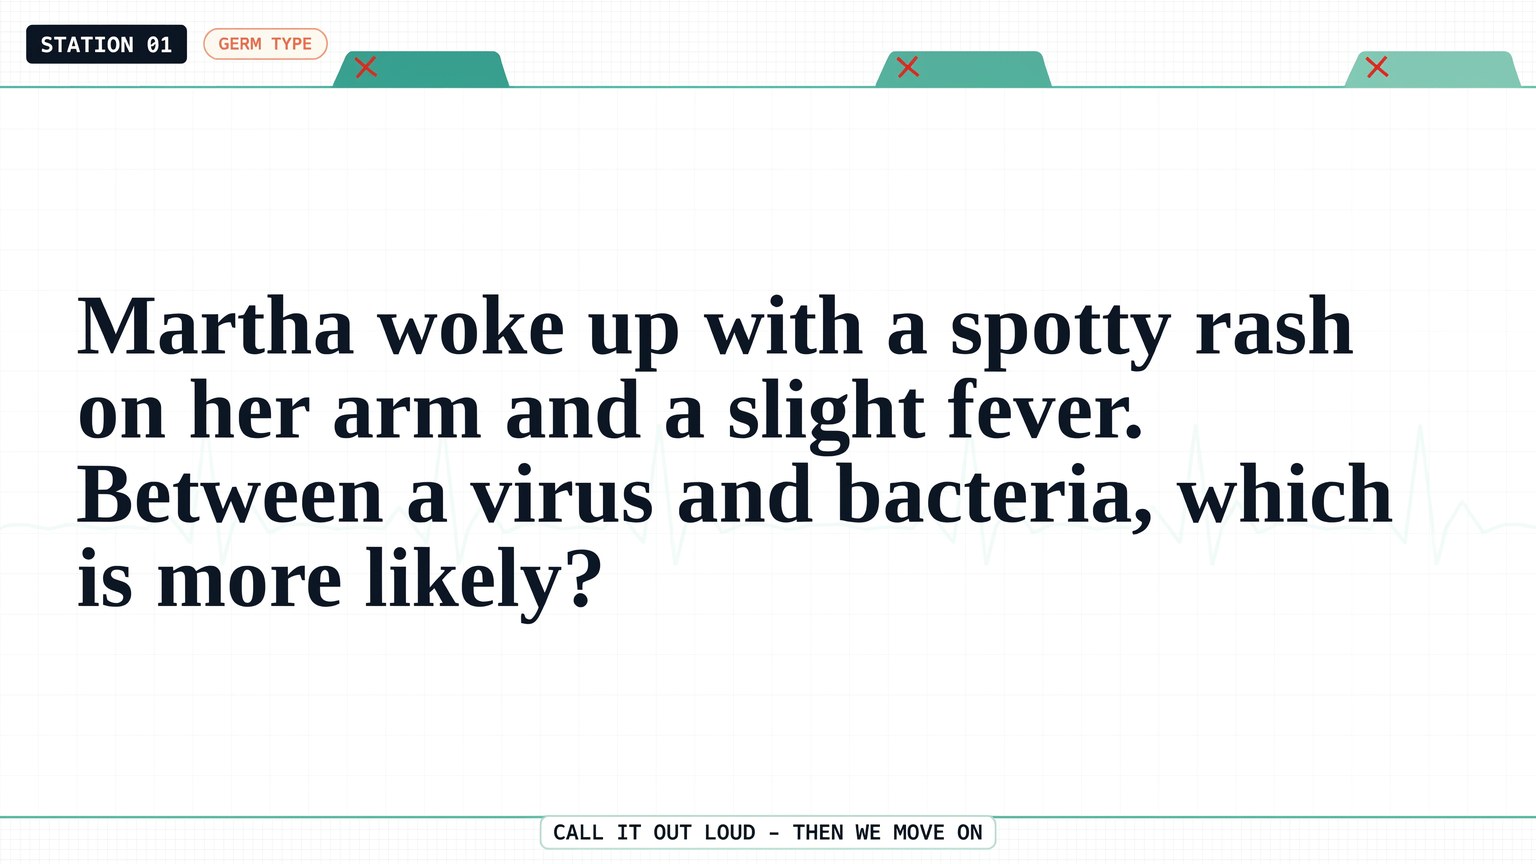 STATION 01
GERM TYPE
Martha woke up with a spotty rash
on her arm and a slight fever.
Between a virus and bacteria, which
is more likely?
CALL IT OUT LOUD – THEN WE MOVE ON